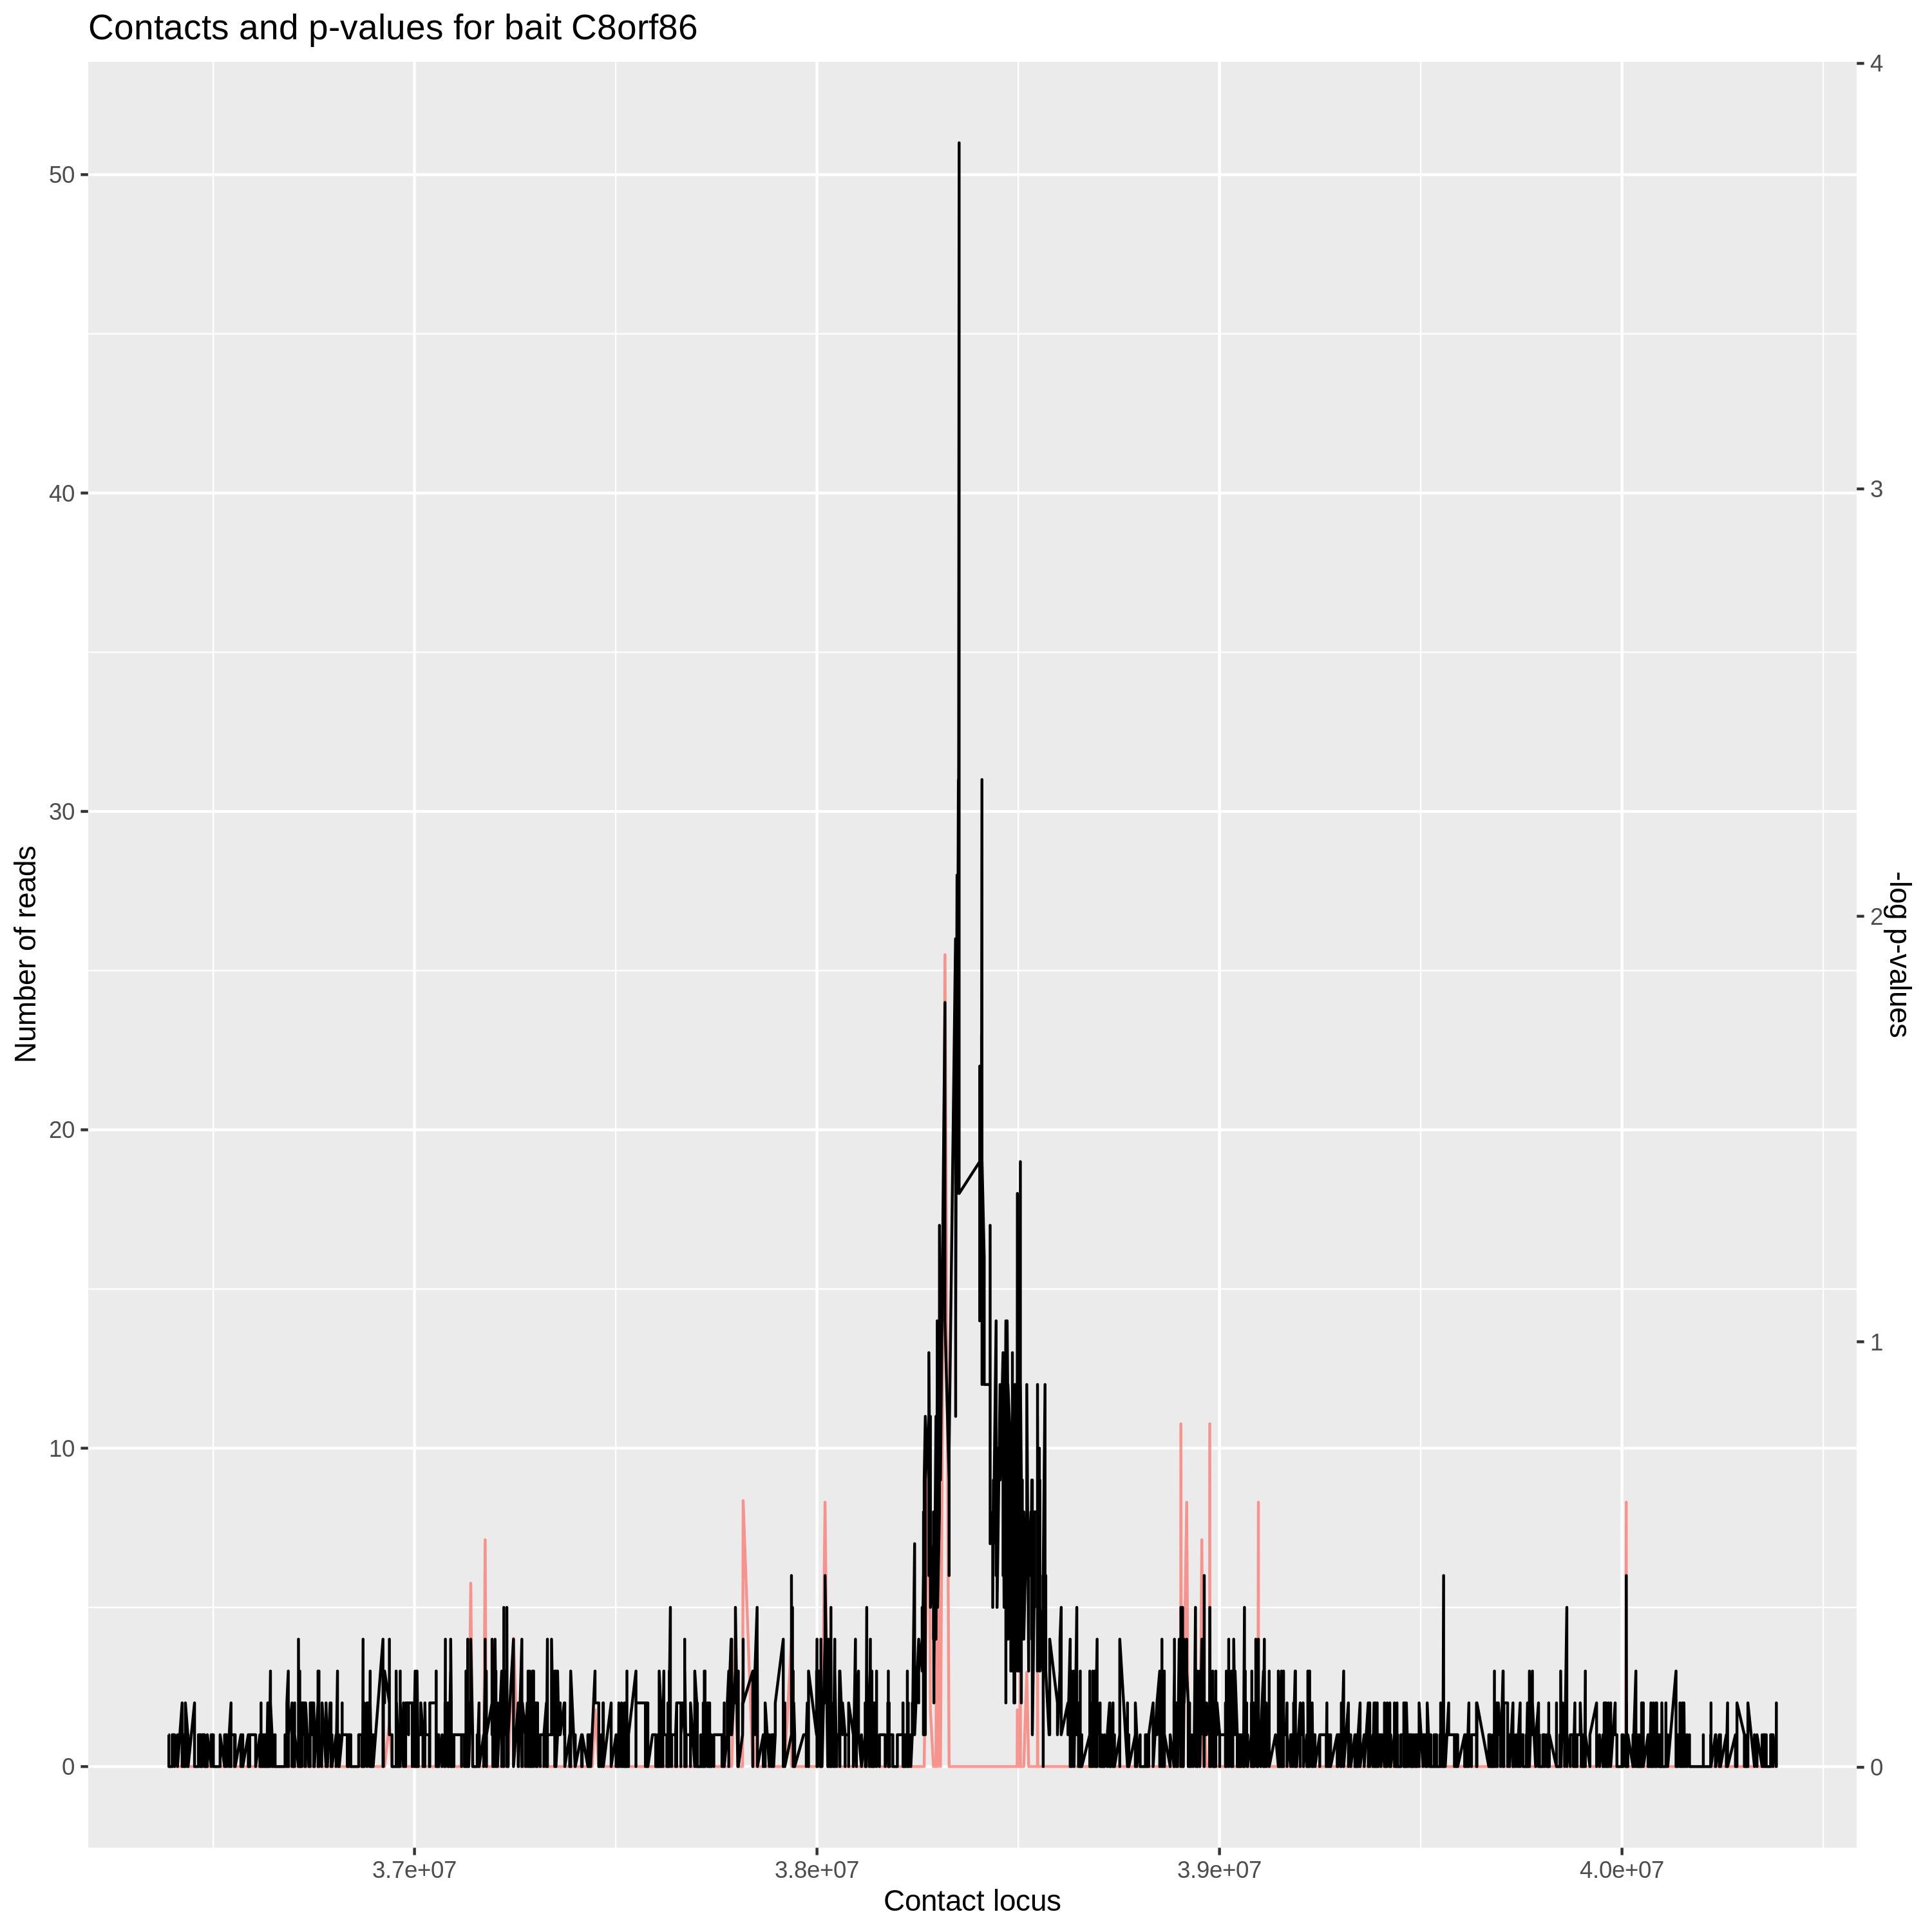 Contacts and p-values for bait C8orf86
4
50
40
3
30
Number of reads
2
-log p-values
20
1
10
0
0
3.7e+07
3.8e+07
3.9e+07
4.0e+07
Contact locus